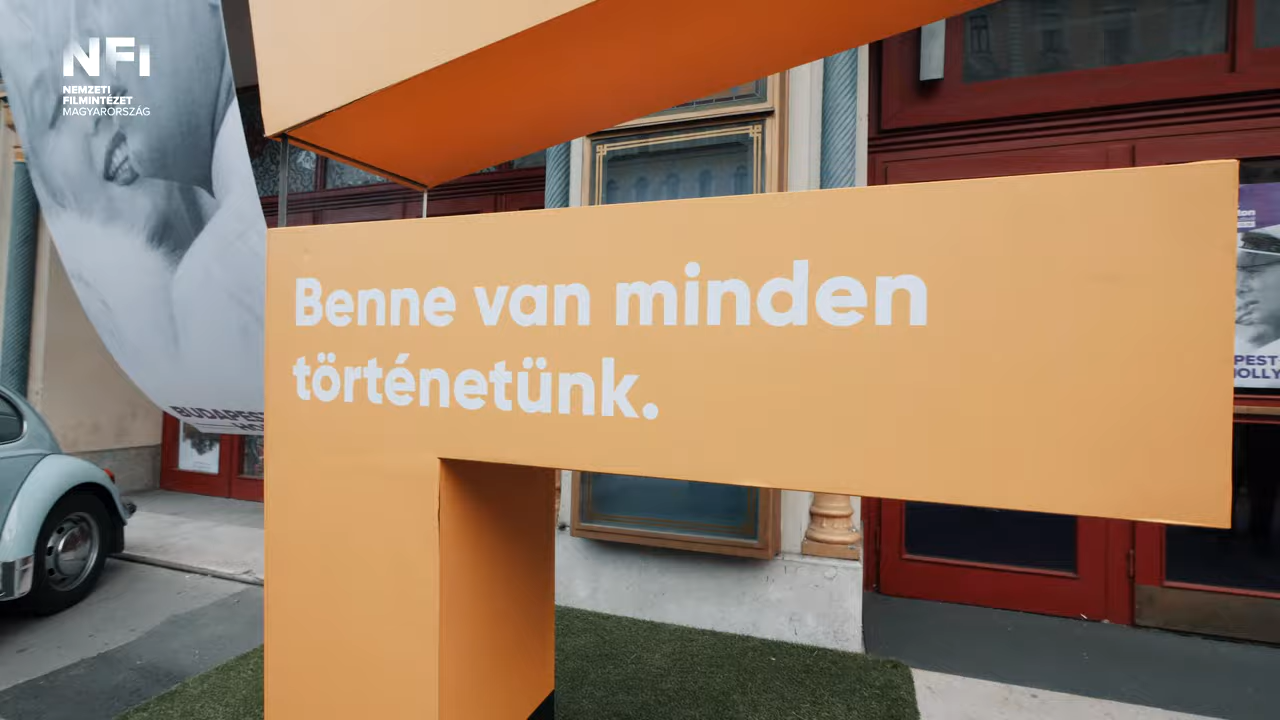 NFI
NEMZETI
FILMINTÉZET
MAGYARORSZÁG
Benne van minden
történetünk.